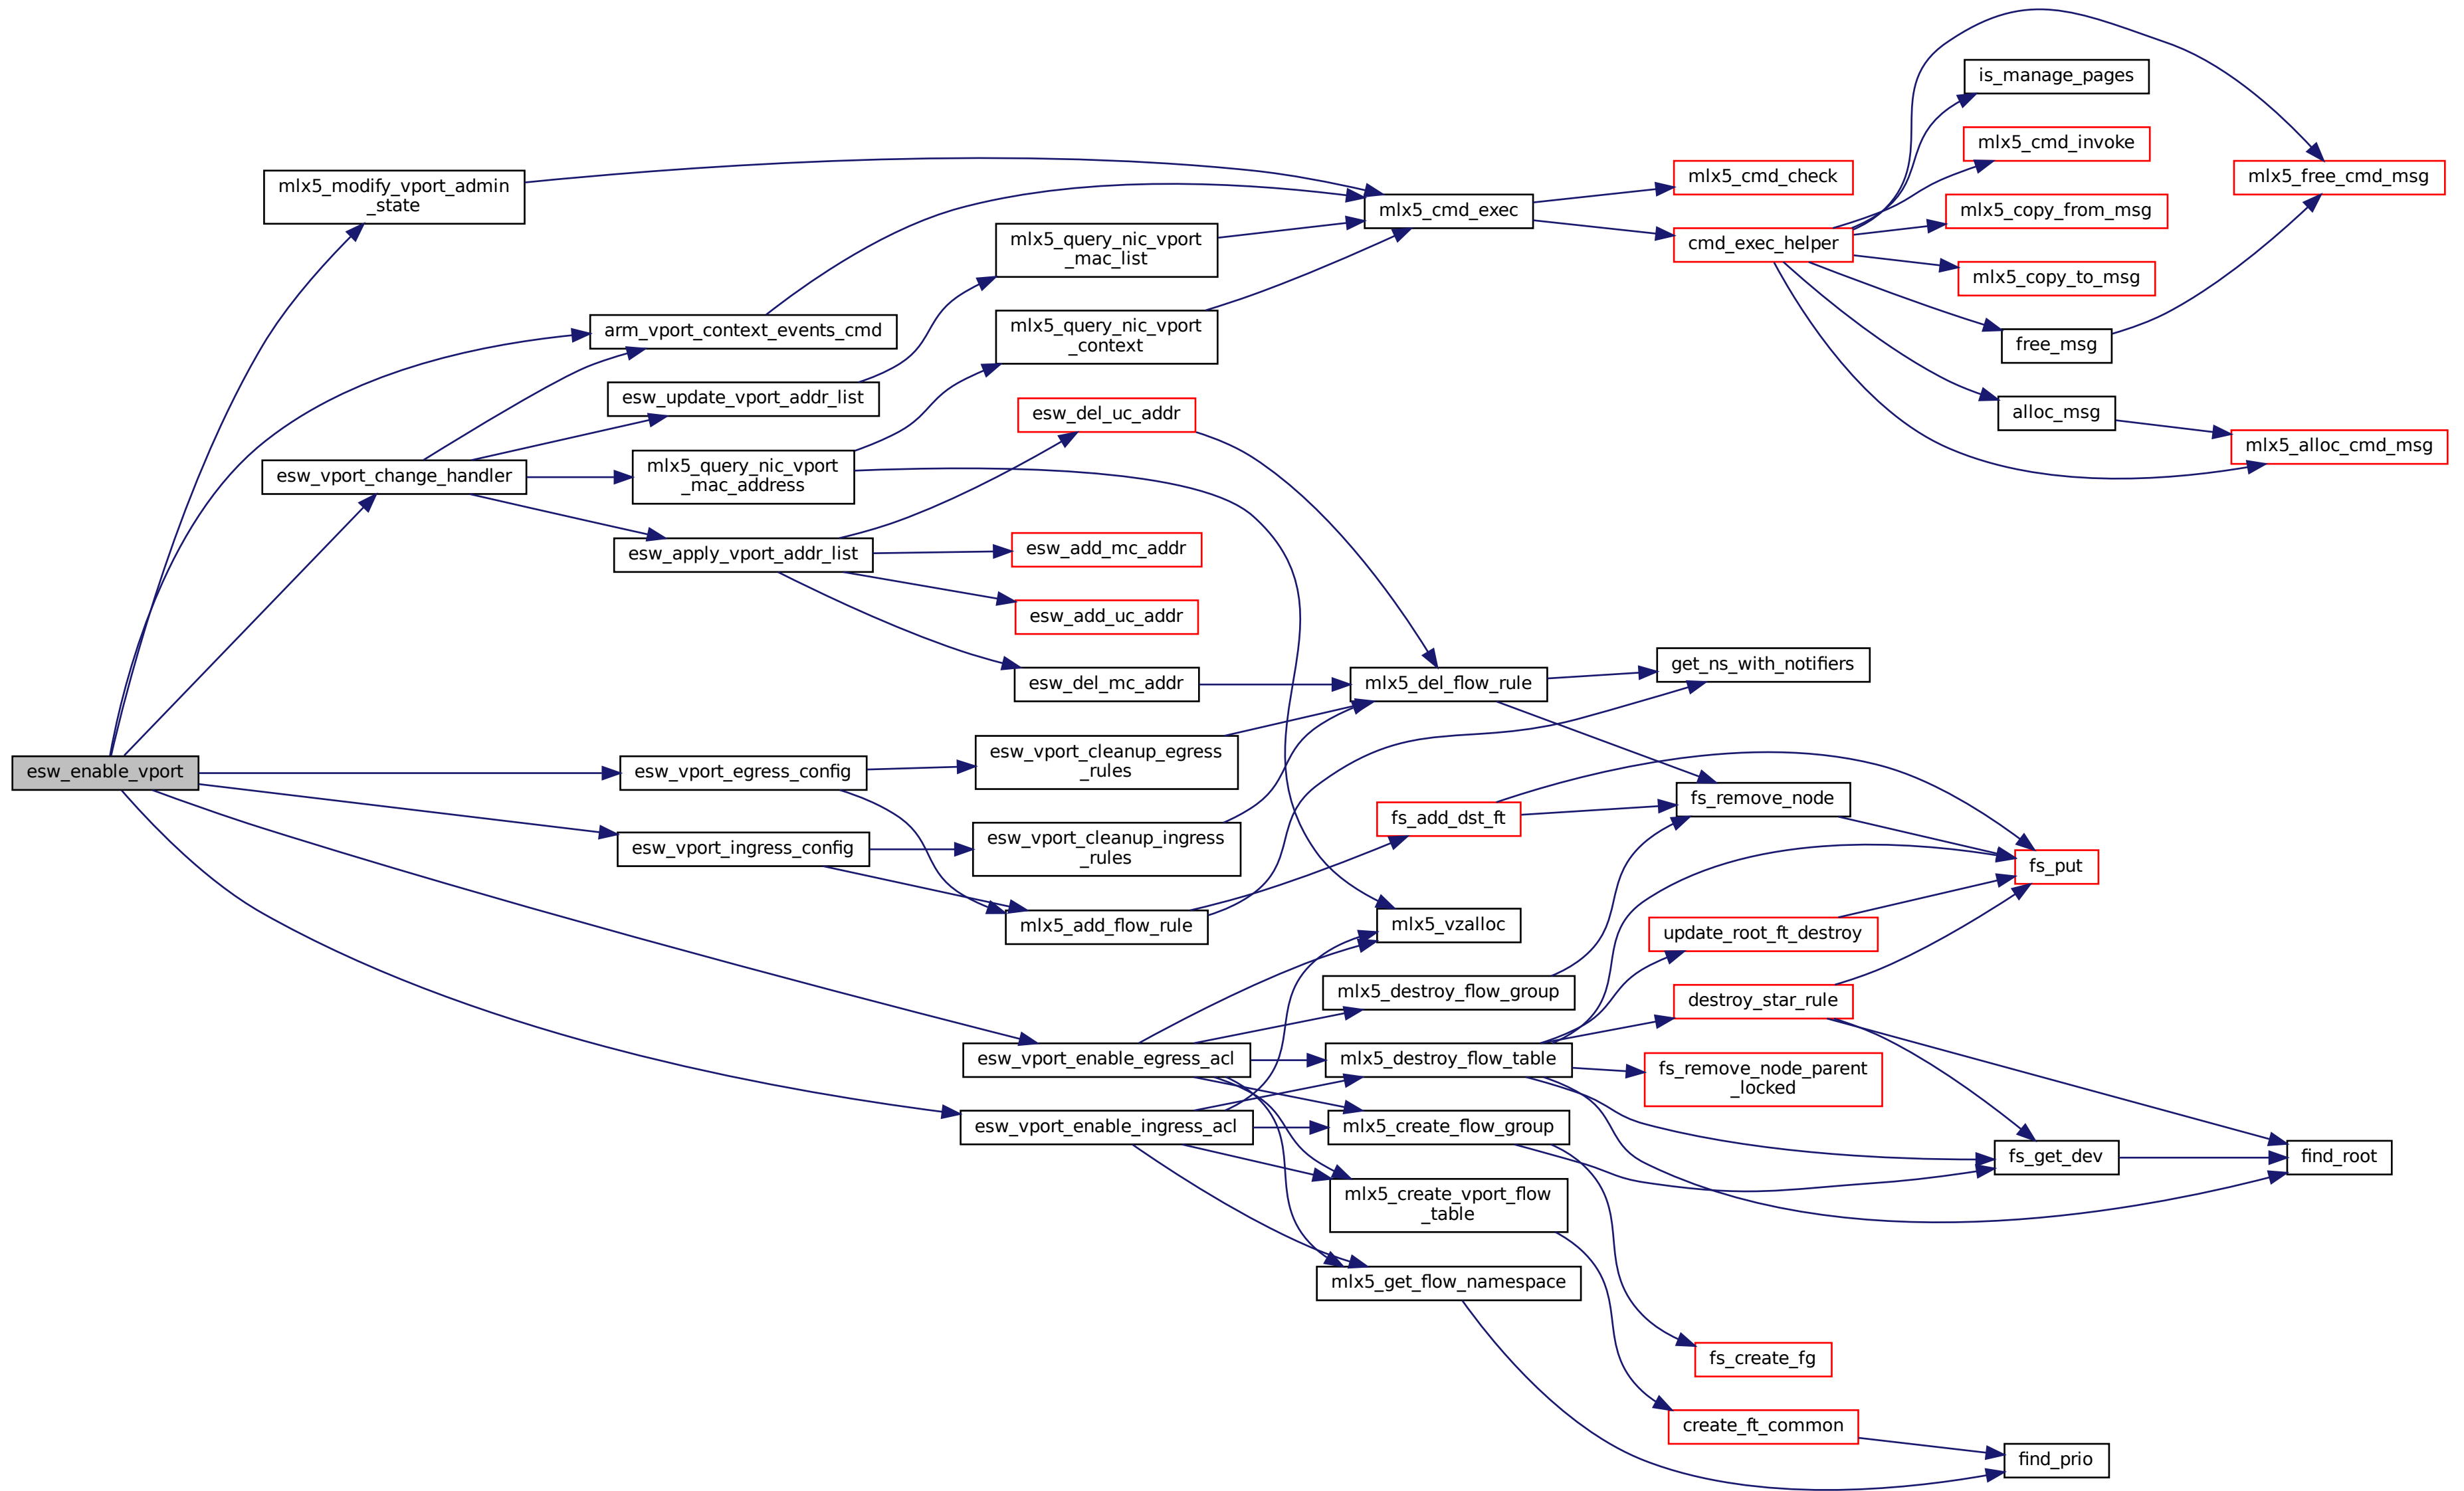 esw_enable_vport
mlx5_modify_vport_admin
_state
esw_vport_change_handler
arm_vport_context_events_cmd
esw_update_vport_addr_list
mlx5_query_nic_vport
_mac_address
esw_apply_vport_addr_list
esw_vport_egress_config
esw_vport_ingress_config
mlx5_query_nic_vport
_mac_list
mlx5_query_nic_vport
_context
esw_del_uc_addr
esw_add_mc_addr
esw_add_uc_addr
esw_del_mc_addr
esw_vport_cleanup_egress
_rules
esw_vport_cleanup_ingress
_rules
mlx5_add_flow_rule
esw_vport_enable_egress_acl
esw_vport_enable_ingress_acl
mlx5_cmd_exec
mlx5_del_flow_rule
fs_add_dst_ft
mlx5_vzalloc
mlx5_destroy_flow_group
mlx5_destroy_flow_table
mlx5_create_flow_group
mlx5_create_vport_flow
_table
mlx5_get_flow_namespace
mlx5_cmd_check
cmd_exec_helper
get_ns_with_notifiers
fs_remove_node
update_root_ft_destroy
destroy_star_rule
fs_remove_node_parent
_locked
fs_create_fg
create_ft_common
is_manage_pages
mlx5_cmd_invoke
mlx5_copy_from_msg
mlx5_copy_to_msg
free_msg
alloc_msg
fs_put
fs_get_dev
find_prio
mlx5_free_cmd_msg
mlx5_alloc_cmd_msg
find_root